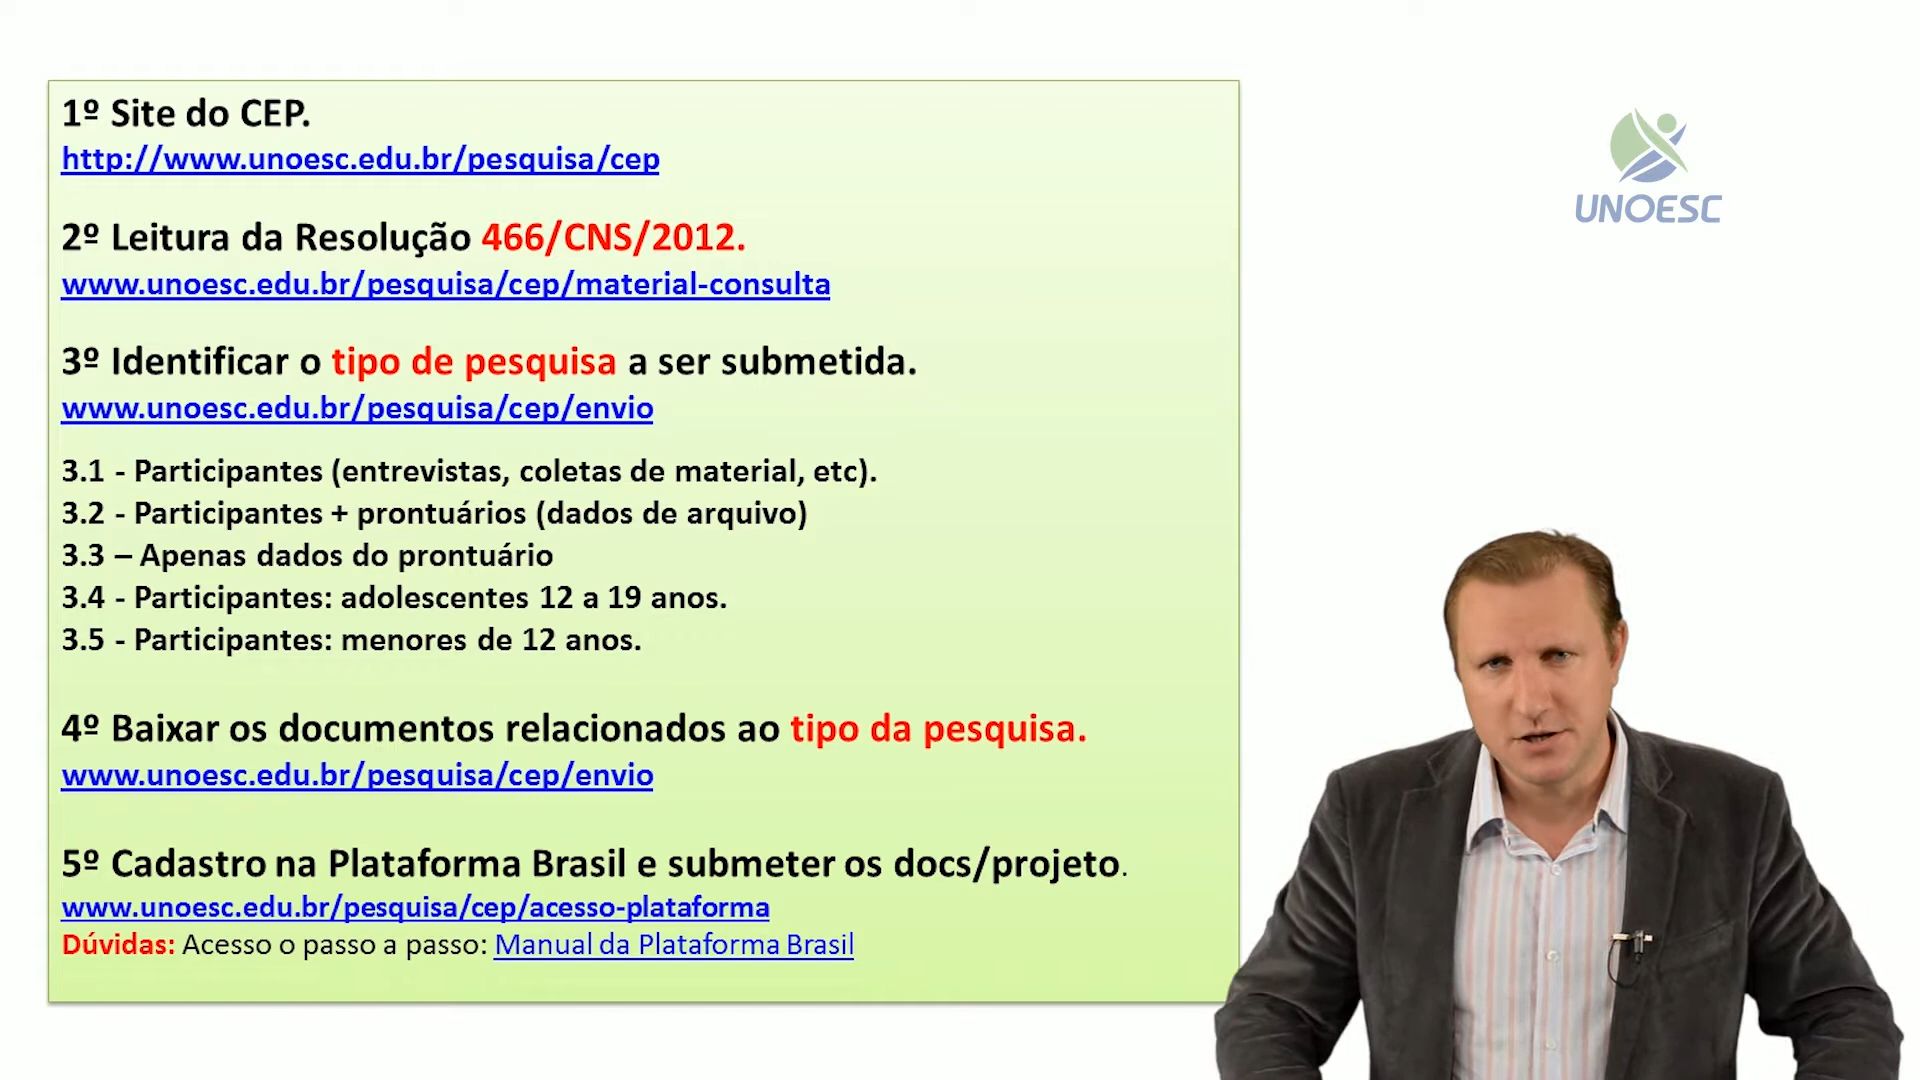 1º Site do CEP.
http://www.unoesc.edu.br/pesquisa/cep
2º Leitura da Resolução 466/CNS/2012.
www.unoesc.edu.br/pesquisa/cep/material-consulta
3º Identificar o tipo de pesquisa a ser submetida.
www.unoesc.edu.br/pesquisa/cep/envio
3.1 - Participantes (entrevistas, coletas de material, etc).
3.2 - Participantes + prontuários (dados de arquivo)
3.3 – Apenas dados do prontuário
3.4 - Participantes: adolescentes 12 a 19 anos.
3.5 - Participantes: menores de 12 anos.
4º Baixar os documentos relacionados ao tipo da pesquisa.
www.unoesc.edu.br/pesquisa/cep/envio
5º Cadastro na Plataforma Brasil e submeter os docs/projeto.
www.unoesc.edu.br/pesquisa/cep/acesso-plataforma
Dúvidas: Acesso o passo a passo: Manual da Plataforma Brasil
UNOESC